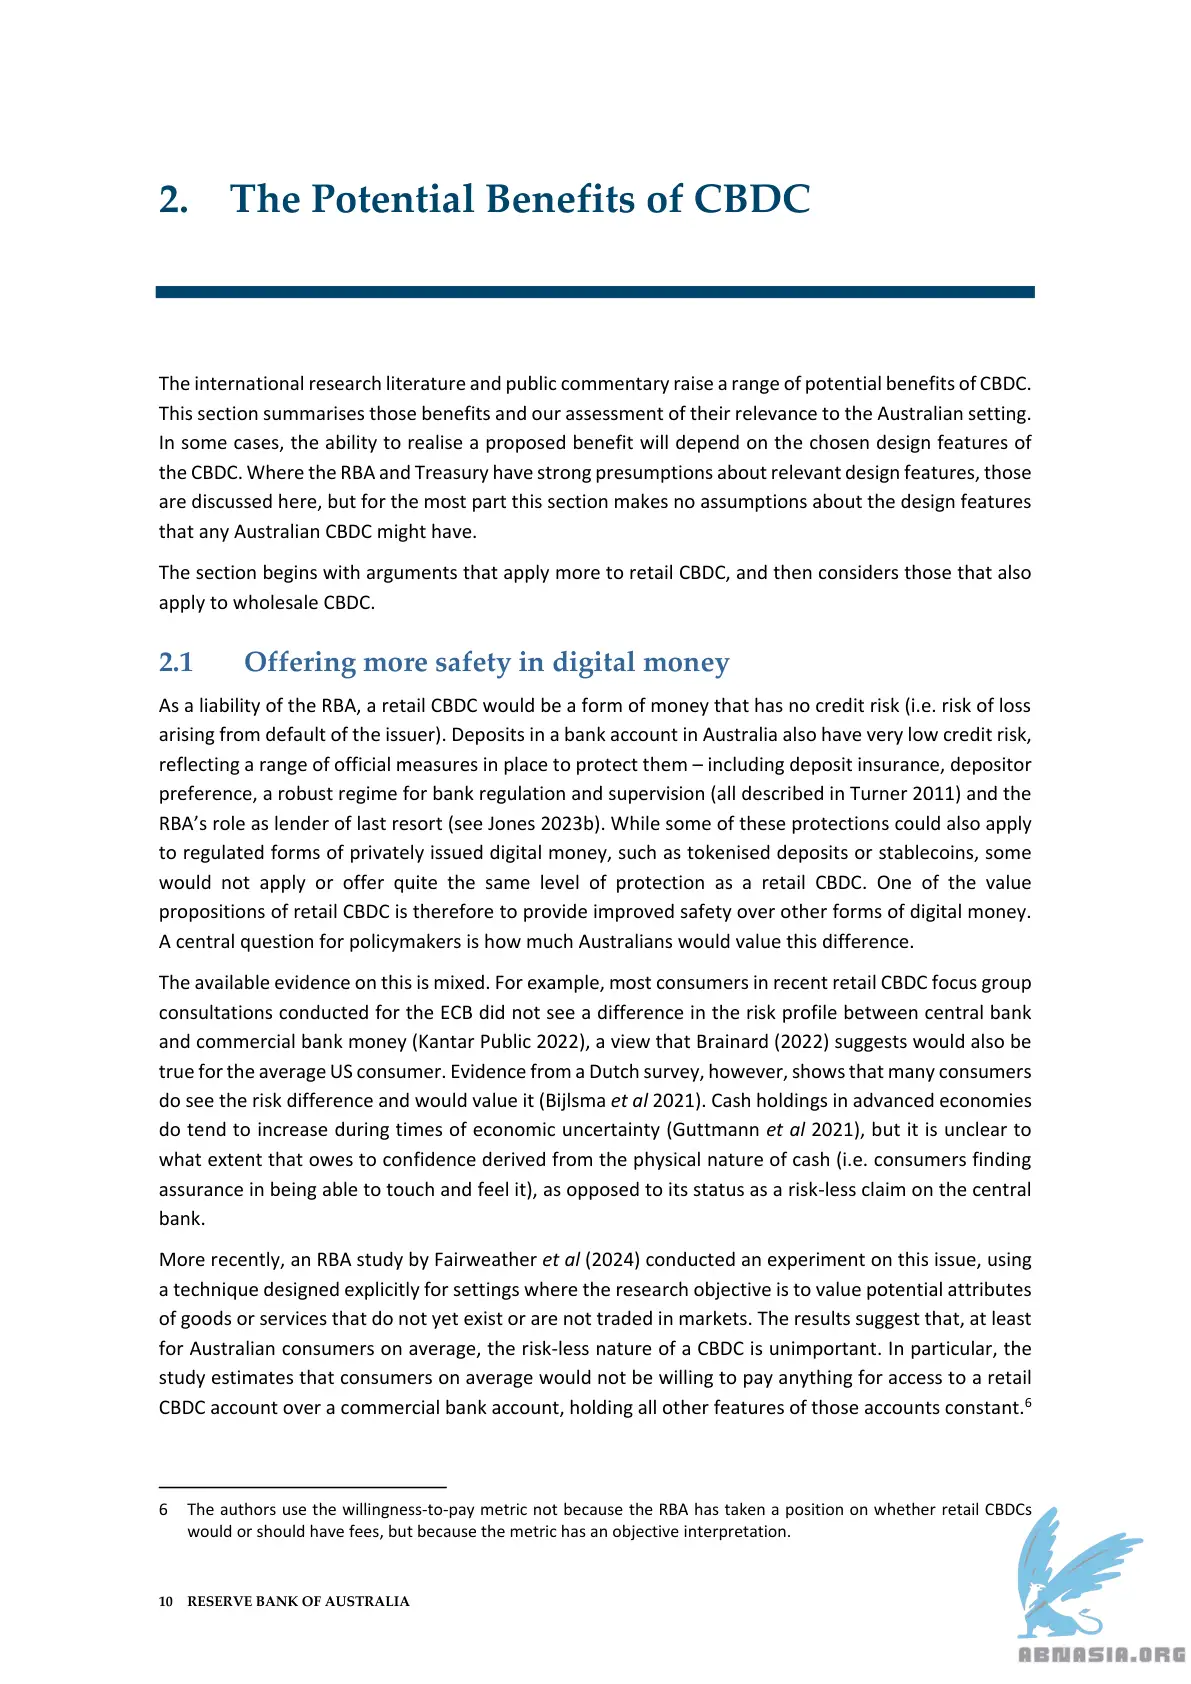 2. The Potential Benefits of CBDC
The international research literature and public commentary raise a range of potential benefits of CBDC.
This section summarises those benefits and our assessment of their relevance to the Australian setting.
In some cases, the ability to realise a proposed benefit will depend on the chosen design features of
the CBDC. Where the RBA and Treasury have strong presumptions about relevant design features, those
are discussed here, but for the most part this section makes no assumptions about the design features
that any Australian CBDC might have.
The section begins with arguments that apply more to retail CBDC, and then considers those that also
apply to wholesale CBDC.
2.1 Offering more safety in digital money
As a liability of the RBA, a retail CBDC would be a form of money that has no credit risk (i.e. risk of loss
arising from default of the issuer). Deposits in a bank account in Australia also have very low credit risk,
reflecting a range of official measures in place to protect them – including deposit insurance, depositor
preference, a robust regime for bank regulation and supervision (all described in Turner 2011) and the
RBA’s role as lender of last resort (see Jones 2023b). While some of these protections could also apply
to regulated forms of privately issued digital money, such as tokenised deposits or stablecoins, some
would not apply or offer quite the same level of protection as a retail CBDC. One of the value
propositions of retail CBDC is therefore to provide improved safety over other forms of digital money.
A central question for policymakers is how much Australians would value this difference.
The available evidence on this is mixed. For example, most consumers in recent retail CBDC focus group
consultations conducted for the ECB did not see a difference in the risk profile between central bank
and commercial bank money (Kantar Public 2022), a view that Brainard (2022) suggests would also be
true for the average US consumer. Evidence from a Dutch survey, however, shows that many consumers
do see the risk difference and would value it (Bijlsma et al 2021). Cash holdings in advanced economies
do tend to increase during times of economic uncertainty (Guttmann et al 2021), but it is unclear to
what extent that owes to confidence derived from the physical nature of cash (i.e. consumers finding
assurance in being able to touch and feel it), as opposed to its status as a risk-less claim on the central
bank.
More recently, an RBA study by Fairweather et al (2024) conducted an experiment on this issue, using
a technique designed explicitly for settings where the research objective is to value potential attributes
of goods or services that do not yet exist or are not traded in markets. The results suggest that, at least
for Australian consumers on average, the risk-less nature of a CBDC is unimportant. In particular, the
study estimates that consumers on average would not be willing to pay anything for access to a retail
CBDC account over a commercial bank account, holding all other features of those accounts constant.6
6 The authors use the willingness-to-pay metric not because the RBA has taken a position on whether retail CBDCs
would or should have fees, but because the metric has an objective interpretation.
10 RESERVE BANK OF AUSTRALIA
ABNASIA.ORG